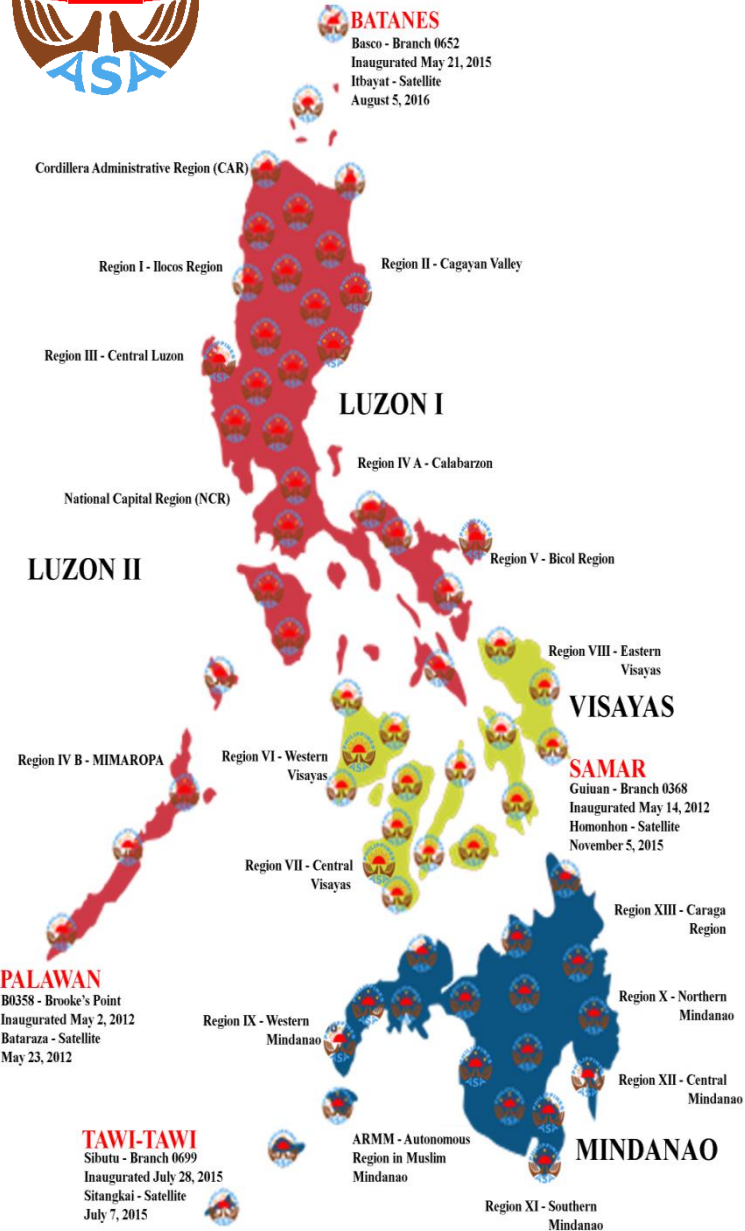 ASA
BATANES
Basco - Branch 0652
Inaugurated May 21, 2015
Itbayat - Satellite
August 5, 2016
Cordillera Administrative Region (CAR)
Region I - Ilocos Region
Region II - Cagayan Valley
Region III - Central Luzon
LUZON I
Region IV A - Calabarzon
National Capital Region (NCR)
LUZON II
Region V - Bicol Region
Region VIII - Eastern
Visayas
VISAYAS
Region IV B - MIMAROPA
Region VI - Western
Visayas
SAMAR
Guiuan - Branch 0368
Inaugurated May 14, 2012
Homonhon - Satellite
November 5, 2015
Region VII - Central
Visayas
Region XIII - Caraga
Region
PALAWAN
B0358 - Brooke's Point
Inaugurated May 2, 2012
Bataraza - Satellite
May 23, 2012
Region IX - Western
Mindanao
Region X - Northern
Mindanao
Region XII - Central
Mindanao
TAWI-TAWI
Sibutu - Branch 0699
Inaugurated July 28, 2015
Sitangkai - Satellite
July 7, 2015
ARMM - Autonomous
Region in Muslim
Mindanao
MINDANAO
Region XI - Southern
Mindanao